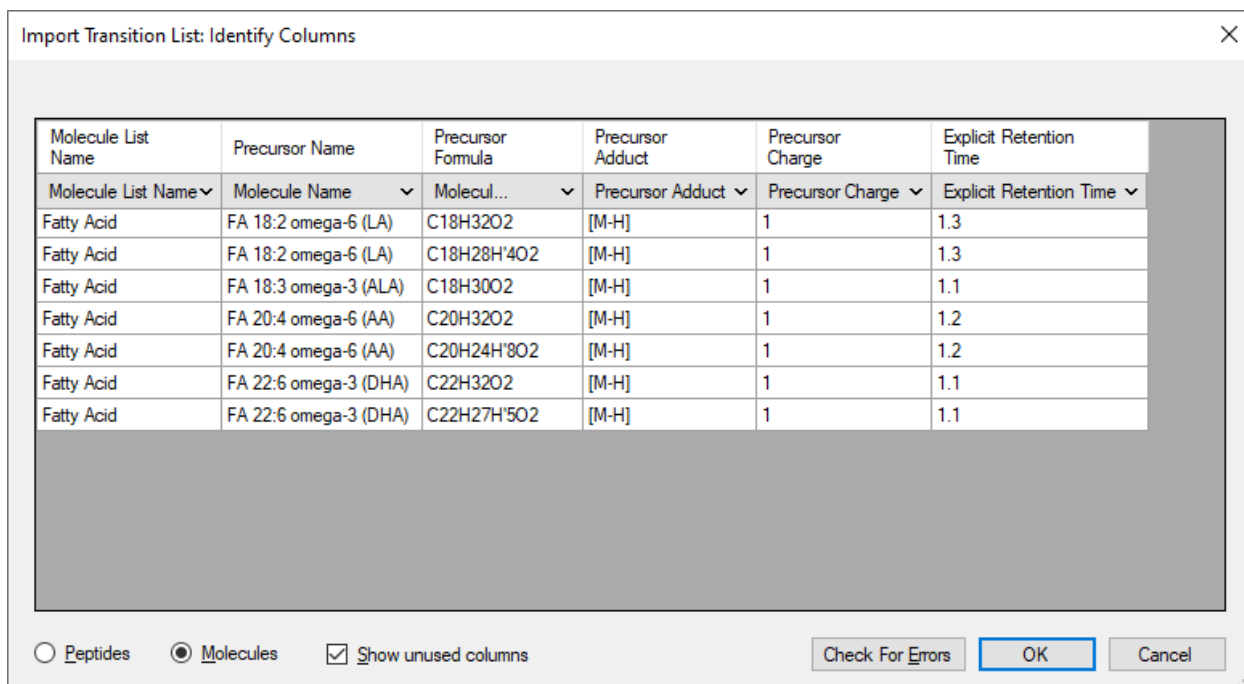 Import Transition List: Identify Columns
Molecule List Name Precursor Name Precursor Formula Precursor Adduct Precursor Charge Explicit Retention Time
Molecule List Name Molecule Name Molecul... Precursor Adduct Precursor Charge Explicit Retention Time
Fatty Acid FA 18:2 omega-6 (LA) C18H32O2 [M-H] 1 1.3
Fatty Acid FA 18:2 omega-6 (LA) C18H28H'4O2 [M-H] 1 1.3
Fatty Acid FA 18:3 omega-3 (ALA) C18H30O2 [M-H] 1 1.1
Fatty Acid FA 20:4 omega-6 (AA) C20H32O2 [M-H] 1 1.2
Fatty Acid FA 20:4 omega-6 (AA) C20H24H'8O2 [M-H] 1 1.2
Fatty Acid FA 22:6 omega-3 (DHA) C22H32O2 [M-H] 1 1.1
Fatty Acid FA 22:6 omega-3 (DHA) C22H27H'5O2 [M-H] 1 1.1
Peptides Molecules Show unused columns Check For Errors OK Cancel